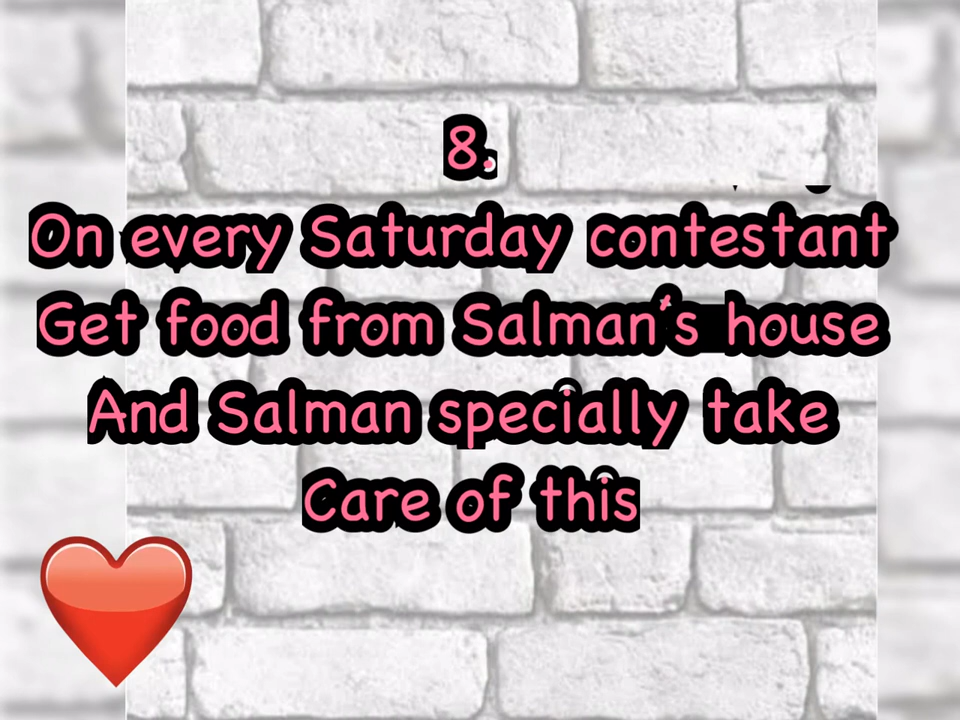 8.
On every Saturday contestant
Get food from Salman's house
And Salman specially take
Care of this